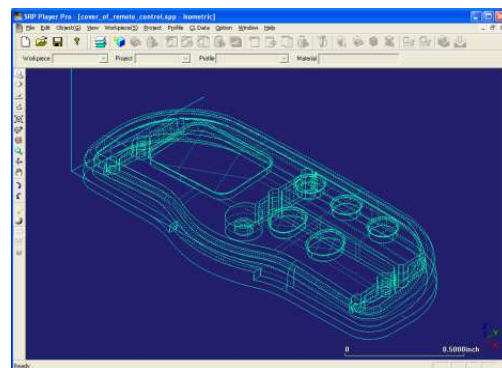 SRP Player Pro - [cover_of_remote_control.spp - Isometric]
File Edit Object(G) View Workpiece(S) Project Profile CL Data Option Window Help
Workpiece Project Profile Material
0 0.5000inch
Ready